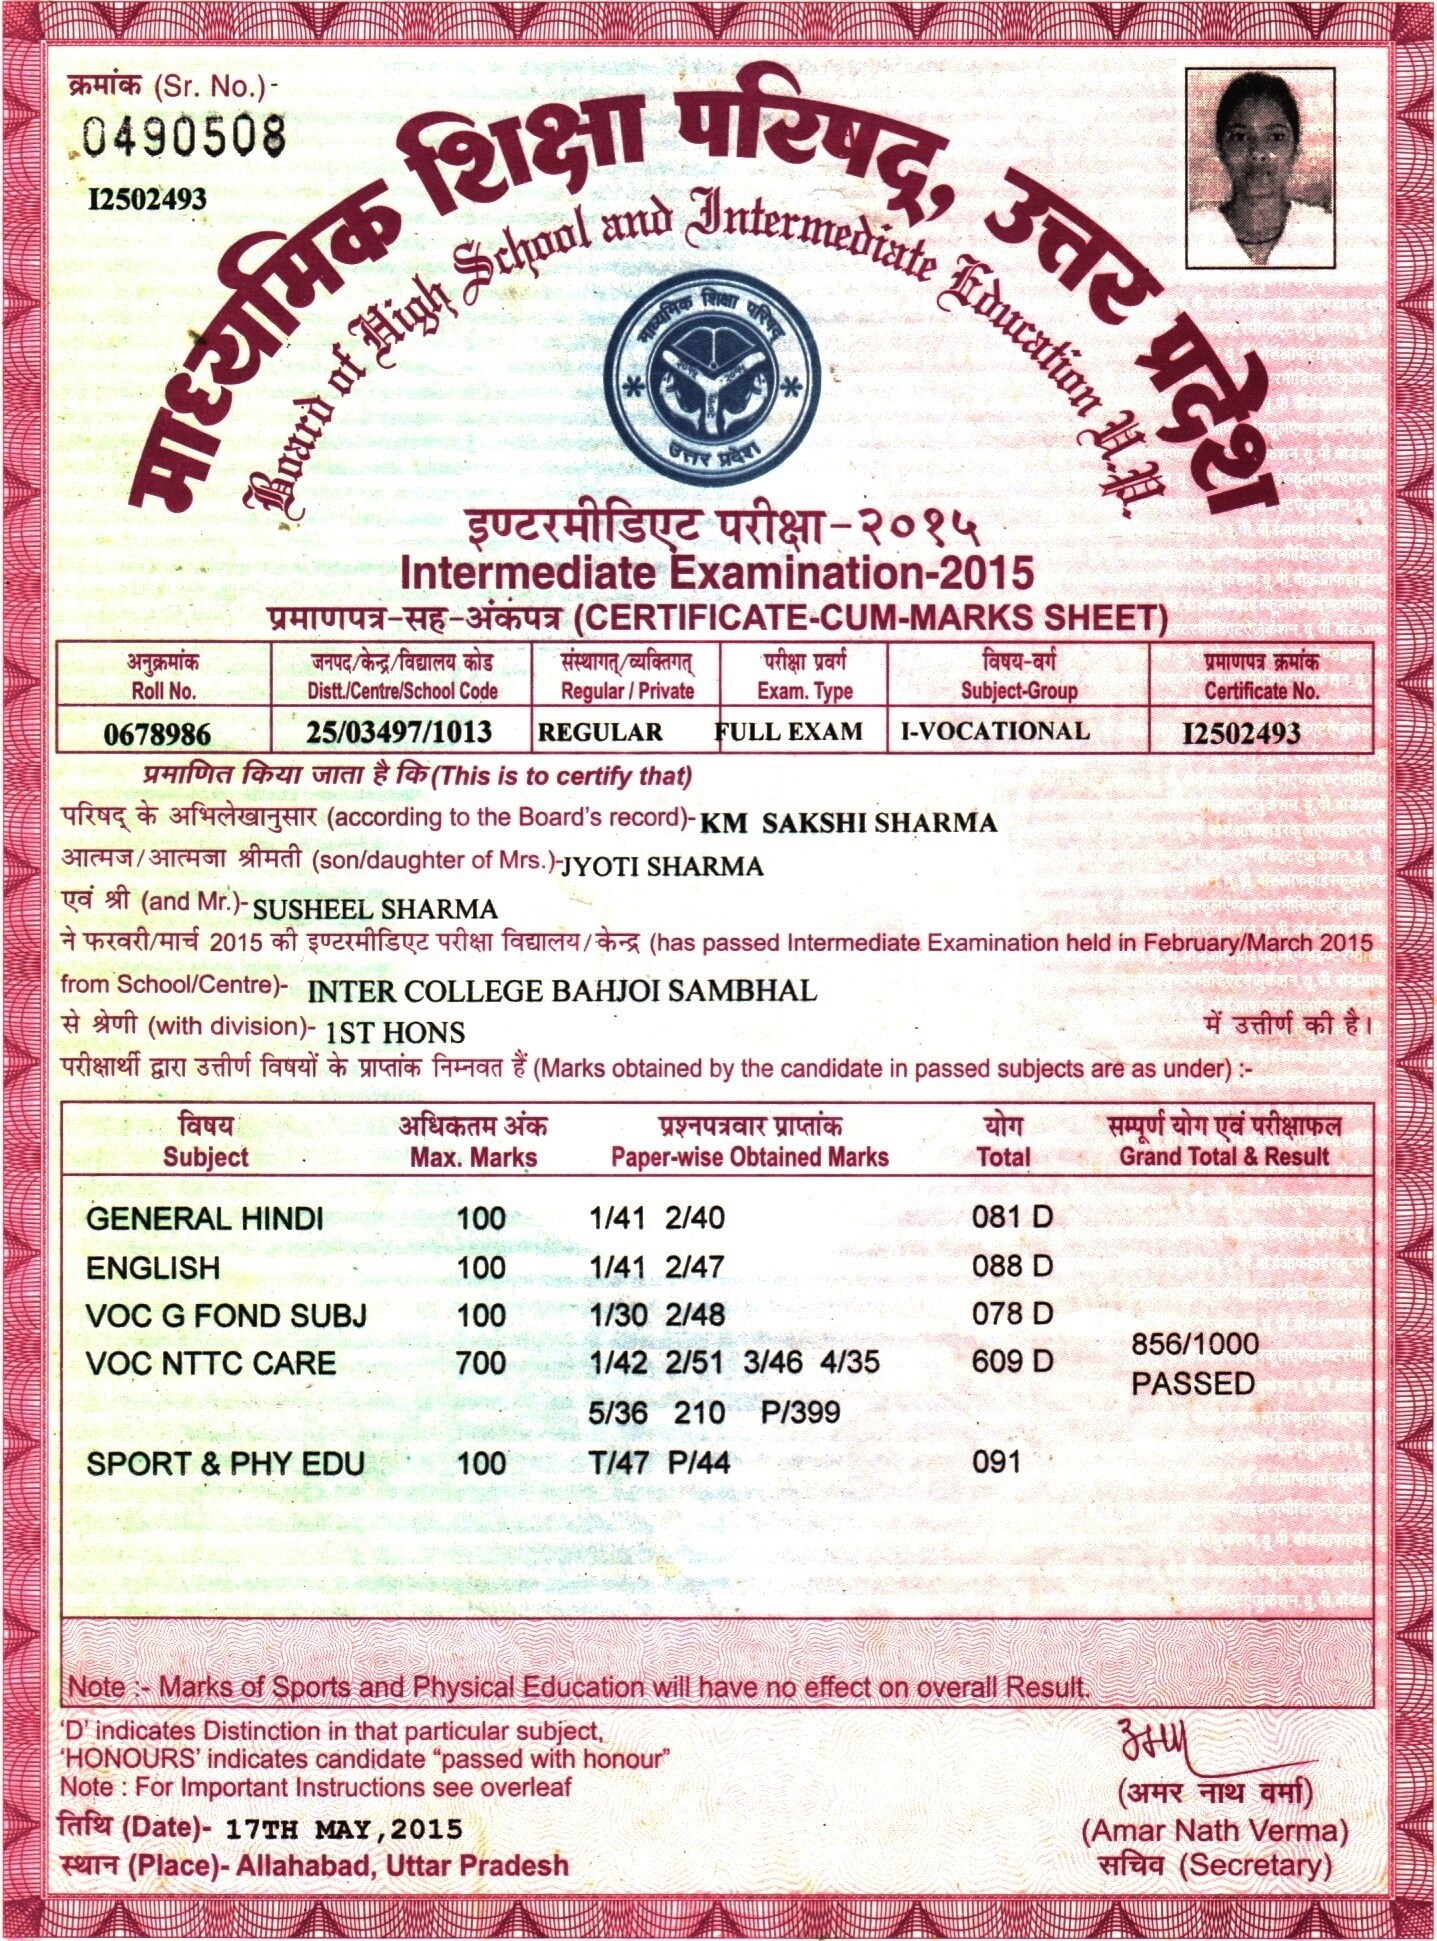 क्रमांक (Sr. No.)-
0490508
I2502493
माध्यमिक शिक्षा परिषद्, उत्तर प्रदेश
Board of High School and Intermediate Education U.P.
माध्यमिक शिक्षा परिषद्
उत्तर प्रदेश
इण्टरमीडिएट परीक्षा-२०१५
Intermediate Examination-2015
प्रमाणपत्र-सह-अंकपत्र (CERTIFICATE-CUM-MARKS SHEET)
अनुक्रमांक जनपद/केन्द्र/विद्यालय कोड संस्थागत्/व्यक्तिगत् परीक्षा प्रवर्ग विषय-वर्ग प्रमाणपत्र क्रमांक
Roll No. Distt./Centre/School Code Regular / Private Exam. Type Subject-Group Certificate No.
0678986 25/03497/1013 REGULAR FULL EXAM I-VOCATIONAL I2502493
प्रमाणित किया जाता है कि (This is to certify that)
परिषद् के अभिलेखानुसार (according to the Board's record)- KM SAKSHI SHARMA
आत्मज/आत्मजा श्रीमती (son/daughter of Mrs.)-JYOTI SHARMA
एवं श्री (and Mr.)- SUSHEEL SHARMA
ने फरवरी/मार्च 2015 की इण्टरमीडिएट परीक्षा विद्यालय/केन्द्र (has passed Intermediate Examination held in February/March 2015
from School/Centre)- INTER COLLEGE BAHJOI SAMBHAL
से श्रेणी (with division)- 1ST HONS में उत्तीर्ण की है।
परीक्षार्थी द्वारा उत्तीर्ण विषयों के प्राप्तांक निम्नवत हैं (Marks obtained by the candidate in passed subjects are as under) :-
विषय अधिकतम अंक प्रश्नपत्रवार प्राप्तांक योग सम्पूर्ण योग एवं परीक्षाफल
Subject Max. Marks Paper-wise Obtained Marks Total Grand Total & Result
GENERAL HINDI 100 1/41 2/40 081 D
ENGLISH 100 1/41 2/47 088 D
VOC G FOND SUBJ 100 1/30 2/48 078 D
856/1000
VOC NTTC CARE 700 1/42 2/51 3/46 4/35 609 D
PASSED
5/36 210 P/399
SPORT & PHY EDU 100 T/47 P/44 091
Note :- Marks of Sports and Physical Education will have no effect on overall Result.
'D' indicates Distinction in that particular subject,
'HONOURS' indicates candidate "passed with honour"
Note : For Important Instructions see overleaf
(अमर नाथ वर्मा)
तिथि (Date)- 17TH MAY,2015
(Amar Nath Verma)
स्थान (Place)- Allahabad, Uttar Pradesh
सचिव (Secretary)